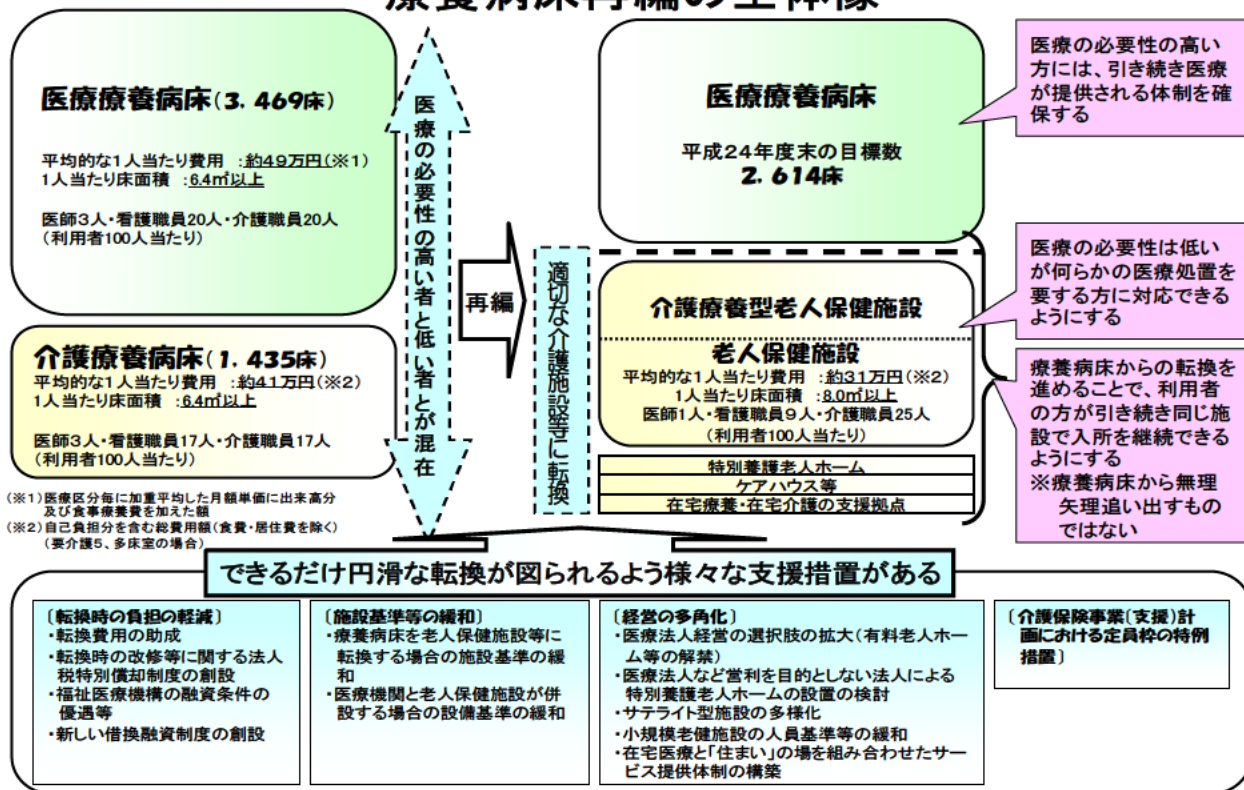 療養病床再編の全体像
医療療養病床(3,469床)
平均的な1人当たり費用 :約49万円(※1)
1人当たり床面積 :6.4㎡以上
医師3人・看護職員20人・介護職員20人
(利用者100人当たり)
介護療養病床(1,435床)
平均的な1人当たり費用 :約41万円(※2)
1人当たり床面積 :6.4㎡以上
医師3人・看護職員17人・介護職員17人
(利用者100人当たり)
(※1)医療区分毎に加重平均した月額単価に出来高分
及び食事療養費を加えた額
(※2)自己負担分を含む総費用額(食費・居住費を除く)
(要介護5、多床室の場合)
医療の必要性の高い者と低い者とが混在
再編
適切な介護施設等に転換
医療療養病床
平成24年度末の目標数
2,614床
介護療養型老人保健施設
老人保健施設
平均的な1人当たり費用 :約31万円(※2)
1人当たり床面積 :8.0㎡以上
医師1人・看護職員9人・介護職員25人
(利用者100人当たり)
特別養護老人ホーム
ケアハウス等
在宅療養・在宅介護の支援拠点
医療の必要性の高い
方には、引き続き医療
が提供される体制を確
保する
医療の必要性は低い
が何らかの医療処置を
要する方に対応できる
ようにする
療養病床からの転換を
進めることで、利用者
の方が引き続き同じ施
設で入所を継続できる
ようにする
※療養病床から無理
矢理追い出すもの
ではない
できるだけ円滑な転換が図られるよう様々な支援措置がある
〔転換時の負担の軽減〕
・転換費用の助成
・転換時の改修等に関する法人
税特別償却制度の創設
・福祉医療機構の融資条件の
優遇等
・新しい借換融資制度の創設
〔施設基準等の緩和〕
・療養病床を老人保健施設等に
転換する場合の施設基準の緩
和
・医療機関と老人保健施設が併
設する場合の設備基準の緩和
〔経営の多角化〕
・医療法人経営の選択肢の拡大(有料老人ホー
ム等の解禁)
・医療法人など営利を目的としない法人による
特別養護老人ホームの設置の検討
・サテライト型施設の多様化
・小規模老健施設の人員基準等の緩和
・在宅医療と「住まい」の場を組み合わせたサー
ビス提供体制の構築
〔介護保険事業(支援)計
画における定員枠の特例
措置〕